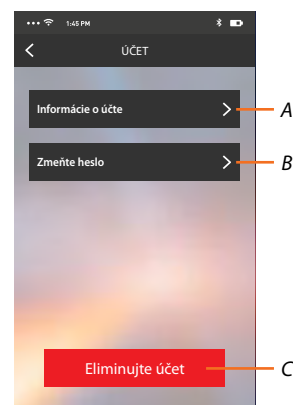 1:45 PM
ÚČET
Informácie o účte
A
Zmeňte heslo
B
Eliminujte účet
C